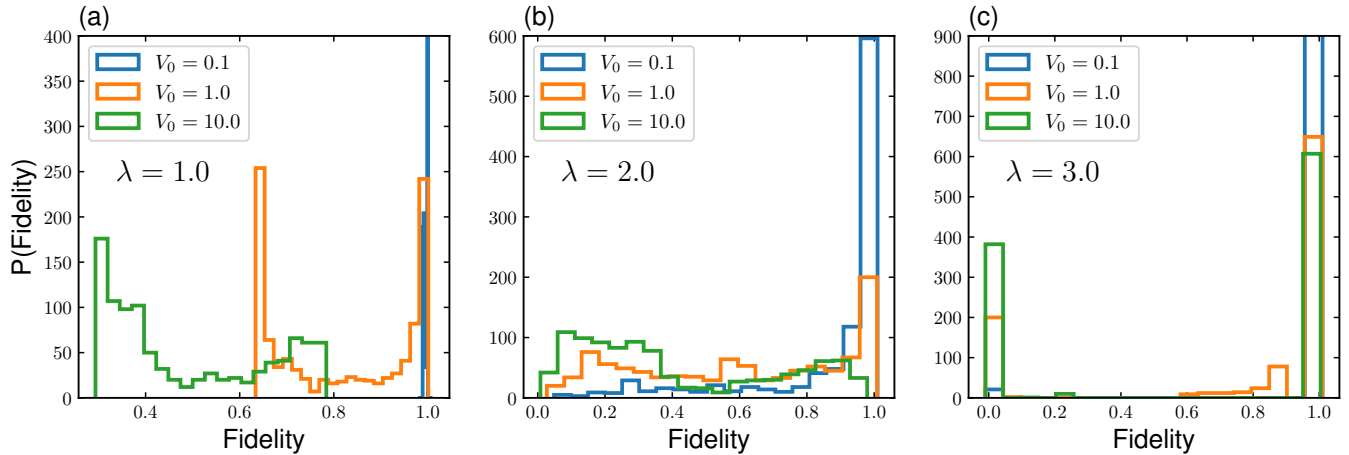 (a)
P(Fidelity)
400
350
300
250
200
150
100
50
0
V₀ = 0.1
V₀ = 1.0
V₀ = 10.0
λ = 1.0
0.4 0.6 0.8 1.0
Fidelity
(b)
600
500
400
300
200
100
0
V₀ = 0.1
V₀ = 1.0
V₀ = 10.0
λ = 2.0
0.0 0.2 0.4 0.6 0.8 1.0
Fidelity
(c)
900
800
700
600
500
400
300
200
100
0
V₀ = 0.1
V₀ = 1.0
V₀ = 10.0
λ = 3.0
0.0 0.2 0.4 0.6 0.8 1.0
Fidelity